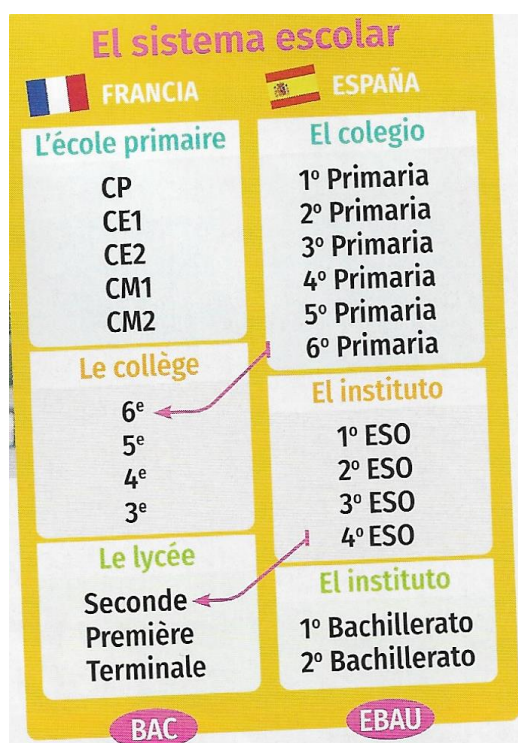 El sistema escolar
FRANCIA
L'école primaire
CP
CE1
CE2
CM1
CM2
Le collège
6e
5e
4e
3e
Le lycée
Seconde
Première
Terminale
BAC
ESPAÑA
El colegio
1º Primaria
2º Primaria
3º Primaria
4º Primaria
5º Primaria
6º Primaria
El instituto
1º ESO
2º ESO
3º ESO
4º ESO
El instituto
1º Bachillerato
2º Bachillerato
EBAU